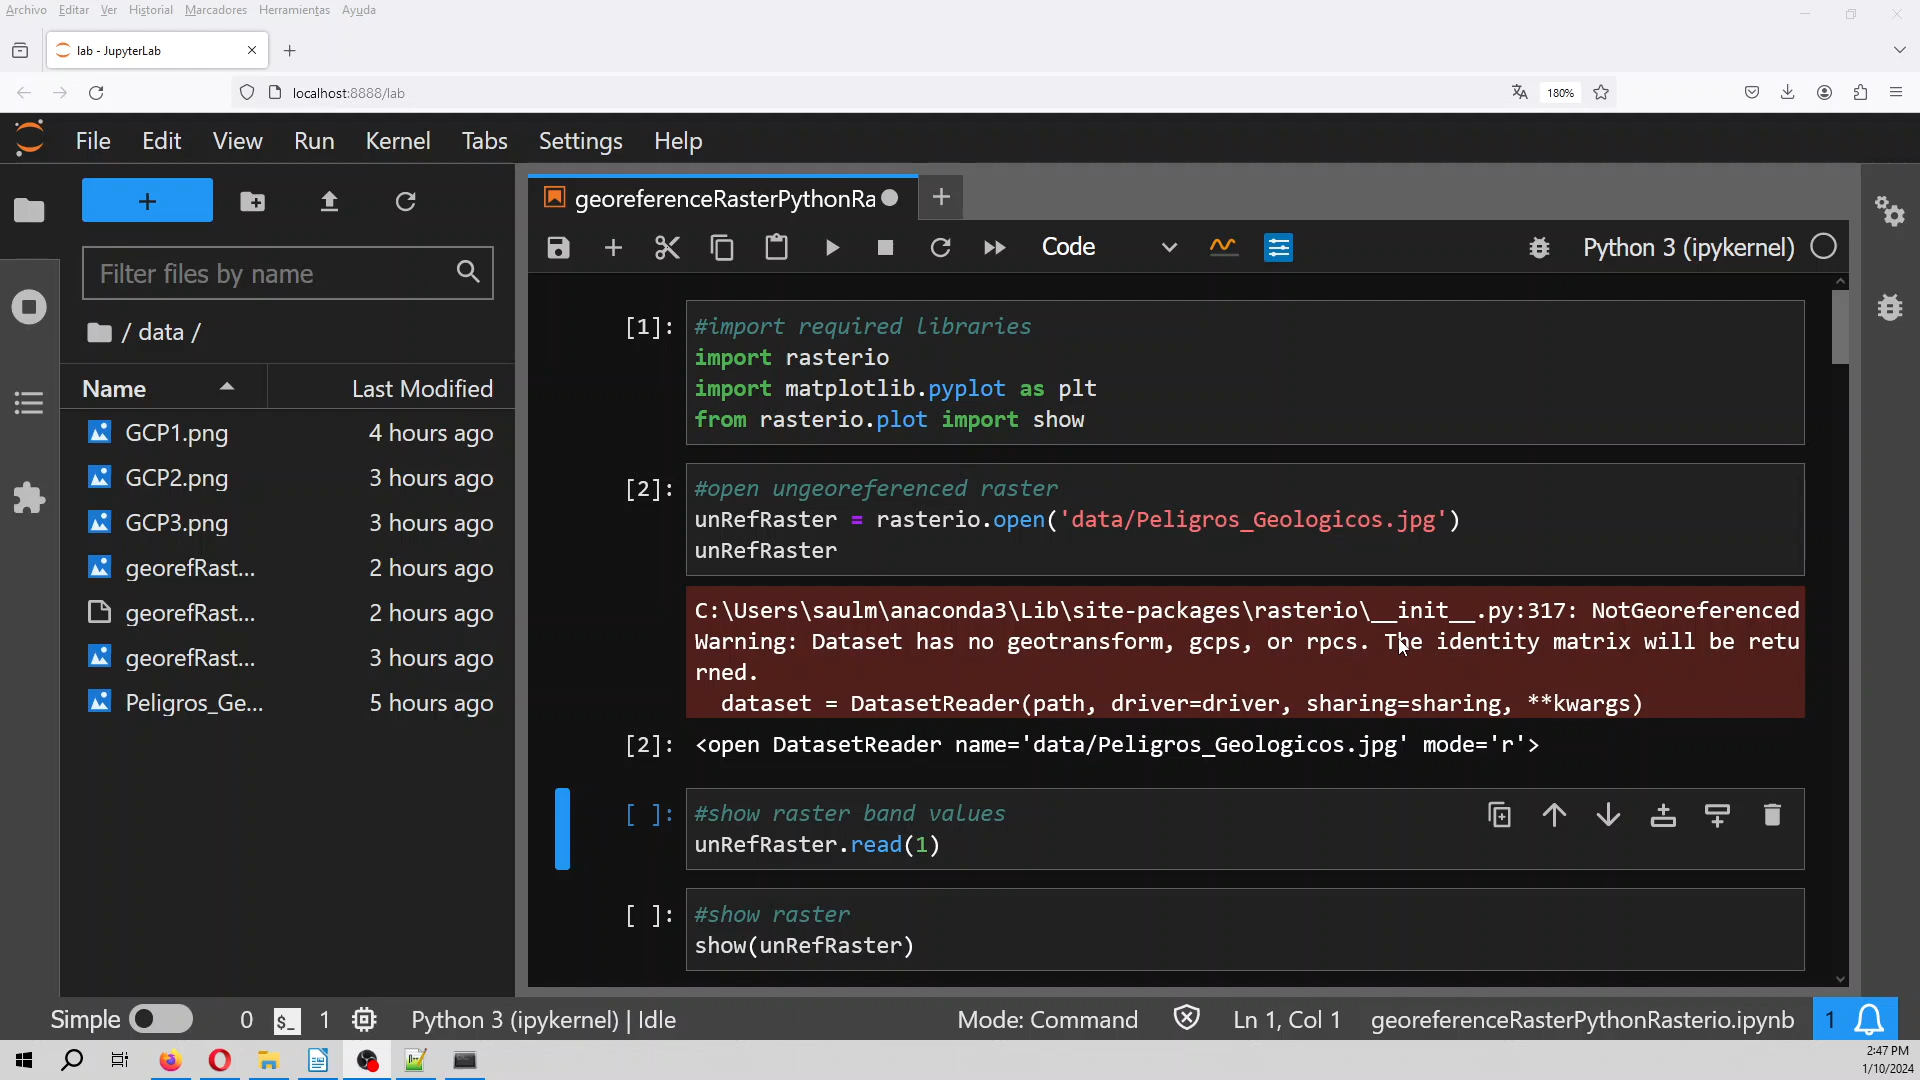 Archivo Editar Ver Historial Marcadores Herramientas Ayuda
lab - JupyterLab
localhost:8888/lab
180%
File Edit View Run Kernel Tabs Settings Help
georeferenceRasterPythonRa
Filter files by name
Code
Python 3 (ipykernel)
/ data /
Name Last Modified
GCP1.png 4 hours ago
GCP2.png 3 hours ago
GCP3.png 3 hours ago
georefRast... 2 hours ago
georefRast... 2 hours ago
georefRast... 3 hours ago
Peligros_Ge... 5 hours ago
[1]: #import required libraries
import rasterio
import matplotlib.pyplot as plt
from rasterio.plot import show
[2]: #open ungeoreferenced raster
unRefRaster = rasterio.open('data/Peligros_Geologicos.jpg')
unRefRaster
C:\Users\saulm\anaconda3\Lib\site-packages\rasterio\__init__.py:317: NotGeoreferenced
Warning: Dataset has no geotransform, gcps, or rpcs. The identity matrix will be retu
rned.
dataset = DatasetReader(path, driver=driver, sharing=sharing, **kwargs)
[2]: <open DatasetReader name='data/Peligros_Geologicos.jpg' mode='r'>
[ ]: #show raster band values
unRefRaster.read(1)
[ ]: #show raster
show(unRefRaster)
Simple 0 $_ 1 Python 3 (ipykernel) | Idle Mode: Command Ln 1, Col 1 georeferenceRasterPythonRasterio.ipynb 1
2:47 PM
1/10/2024